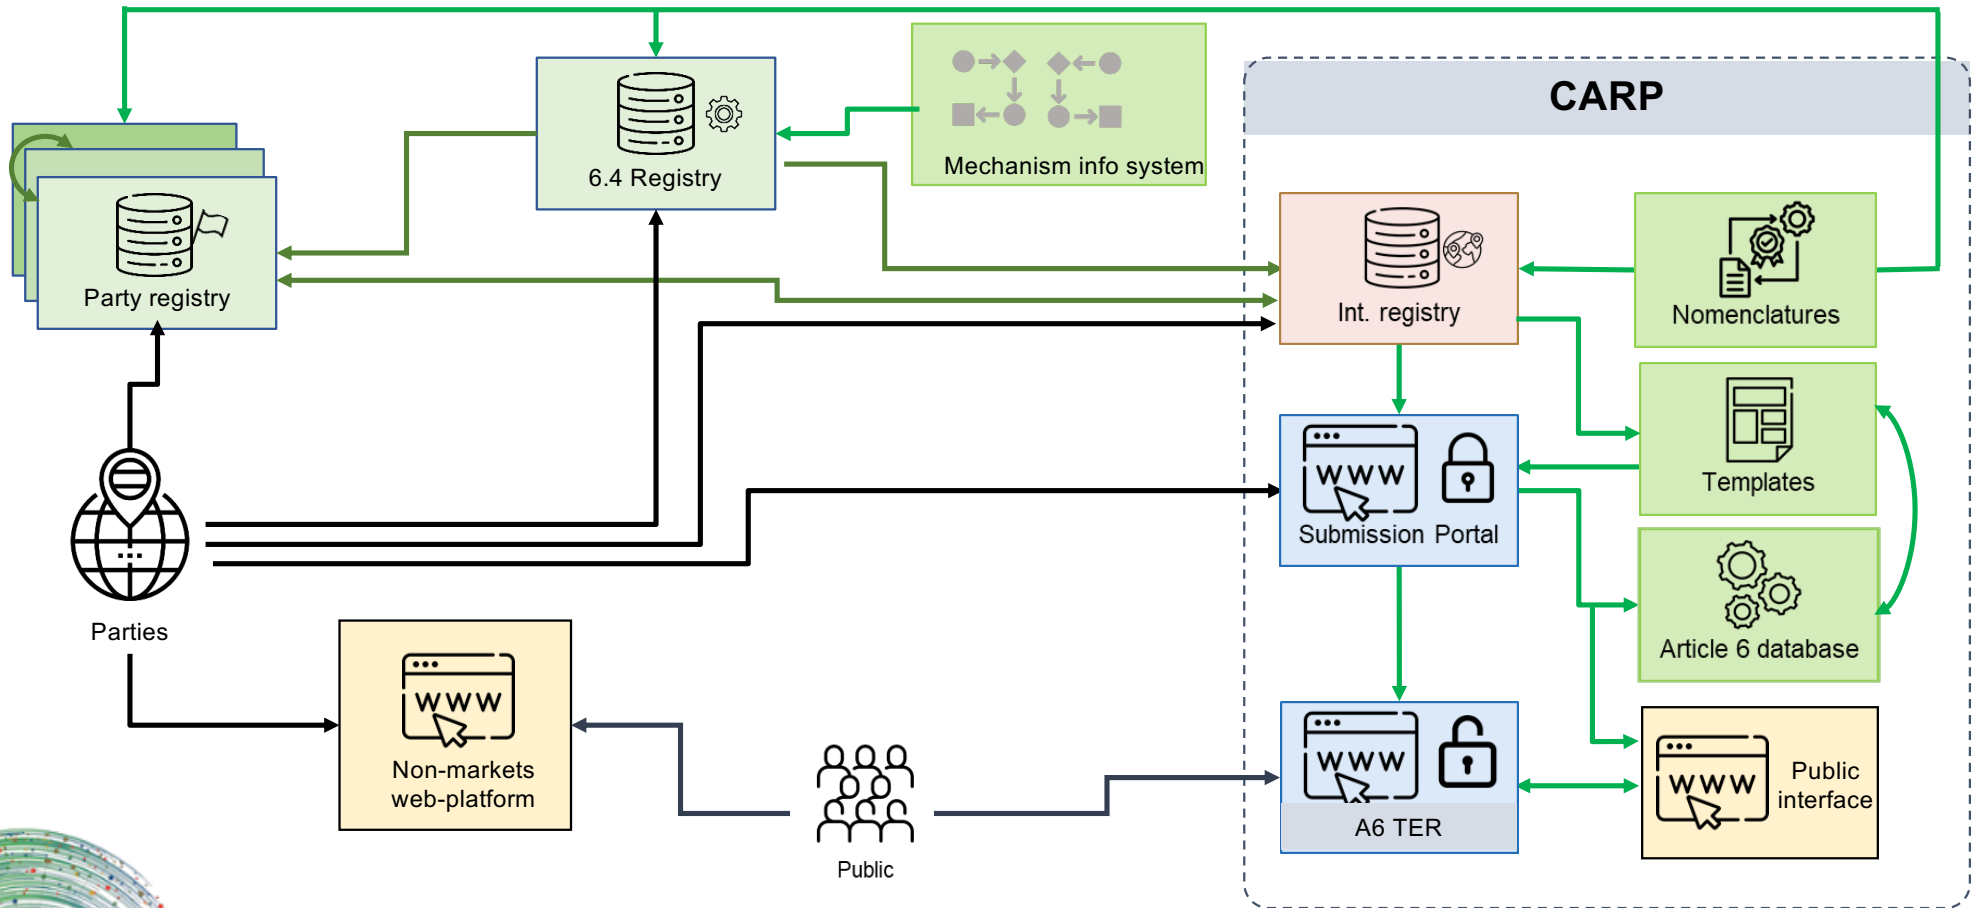 CARP
Mechanism info system
6.4 Registry
Party registry
Int. registry
Nomenclatures
Templates
WWW
Submission Portal
Article 6 database
Parties
WWW
Non-markets
web-platform
WWW
A6 TER
WWW
Public
interface
Public